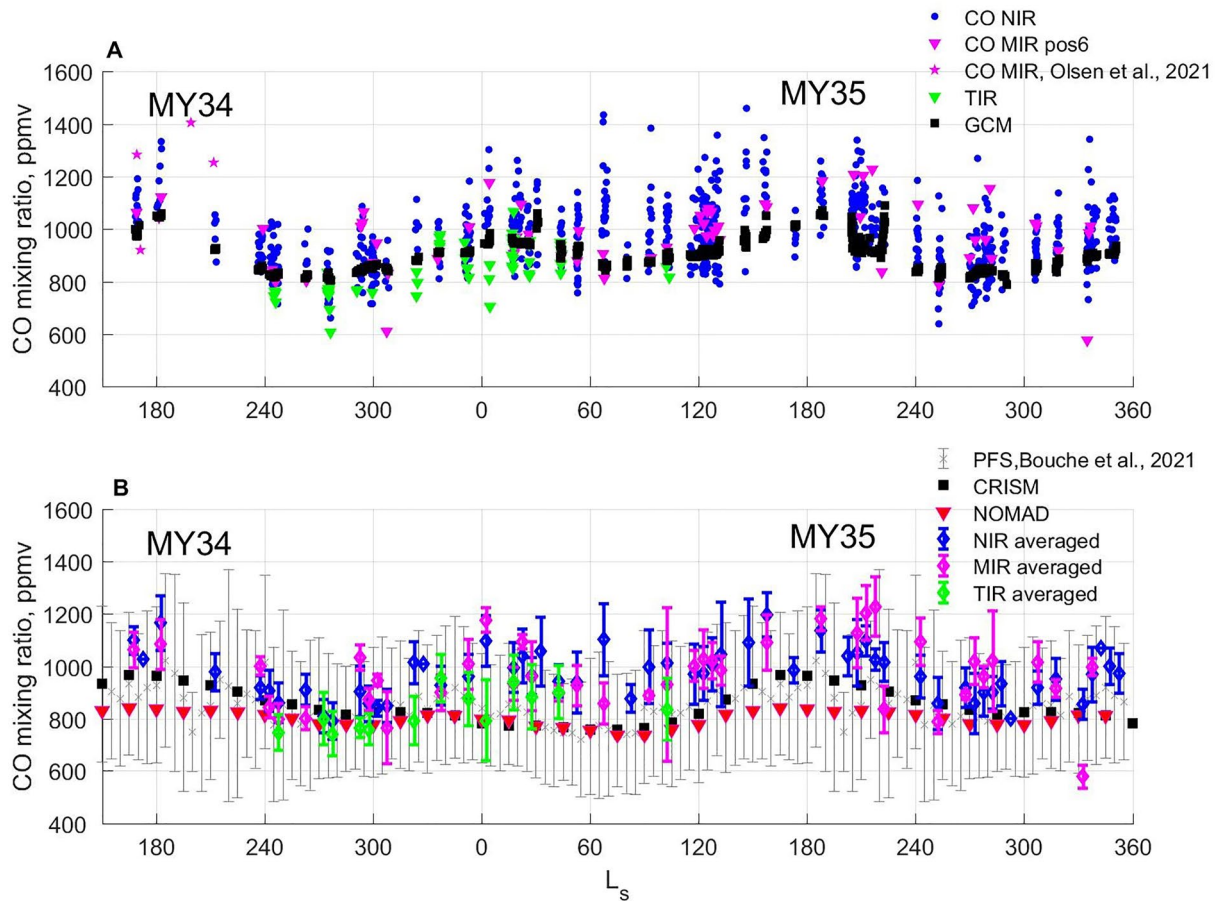 A
CO NIR
CO MIR pos6
CO MIR, Olsen et al., 2021
TIR
GCM
MY34
MY35
CO mixing ratio, ppmv
1600
1400
1200
1000
800
600
400
180 240 300 0 60 120 180 240 300 360
B
PFS,Bouche et al., 2021
CRISM
NOMAD
NIR averaged
MIR averaged
TIR averaged
MY34
MY35
CO mixing ratio, ppmv
1600
1400
1200
1000
800
600
400
180 240 300 0 60 120 180 240 300 360
Ls